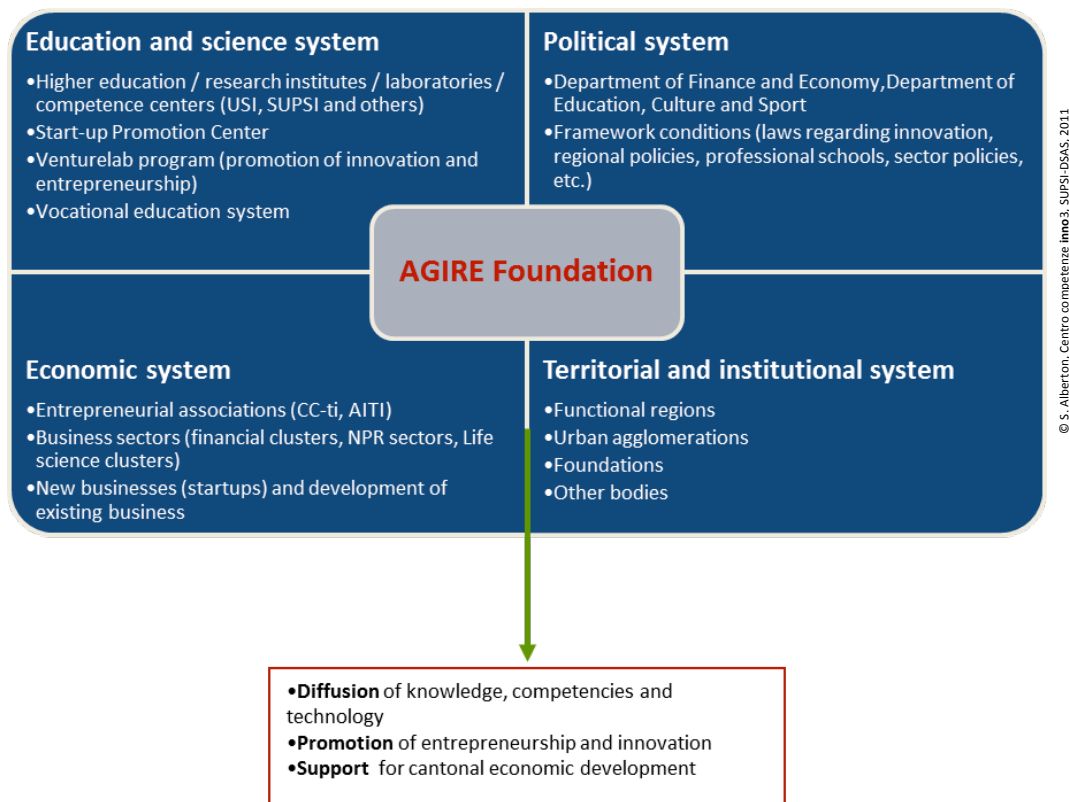 Education and science system
•Higher education / research institutes / laboratories /
competence centers (USI, SUPSI and others)
•Start-up Promotion Center
•Venturelab program (promotion of innovation and
entrepreneurship)
•Vocational education system
Political system
•Department of Finance and Economy,Department of
Education, Culture and Sport
•Framework conditions (laws regarding innovation,
regional policies, professional schools, sector policies,
etc.)
AGIRE Foundation
Economic system
•Entrepreneurial associations (CC-ti, AITI)
•Business sectors (financial clusters, NPR sectors, Life
science clusters)
•New businesses (startups) and development of
existing business
Territorial and institutional system
•Functional regions
•Urban agglomerations
•Foundations
•Other bodies
•Diffusion of knowledge, competencies and
technology
•Promotion of entrepreneurship and innovation
•Support for cantonal economic development
© S. Alberton, Centro competenze inno3, SUPSI-DSAS, 2011